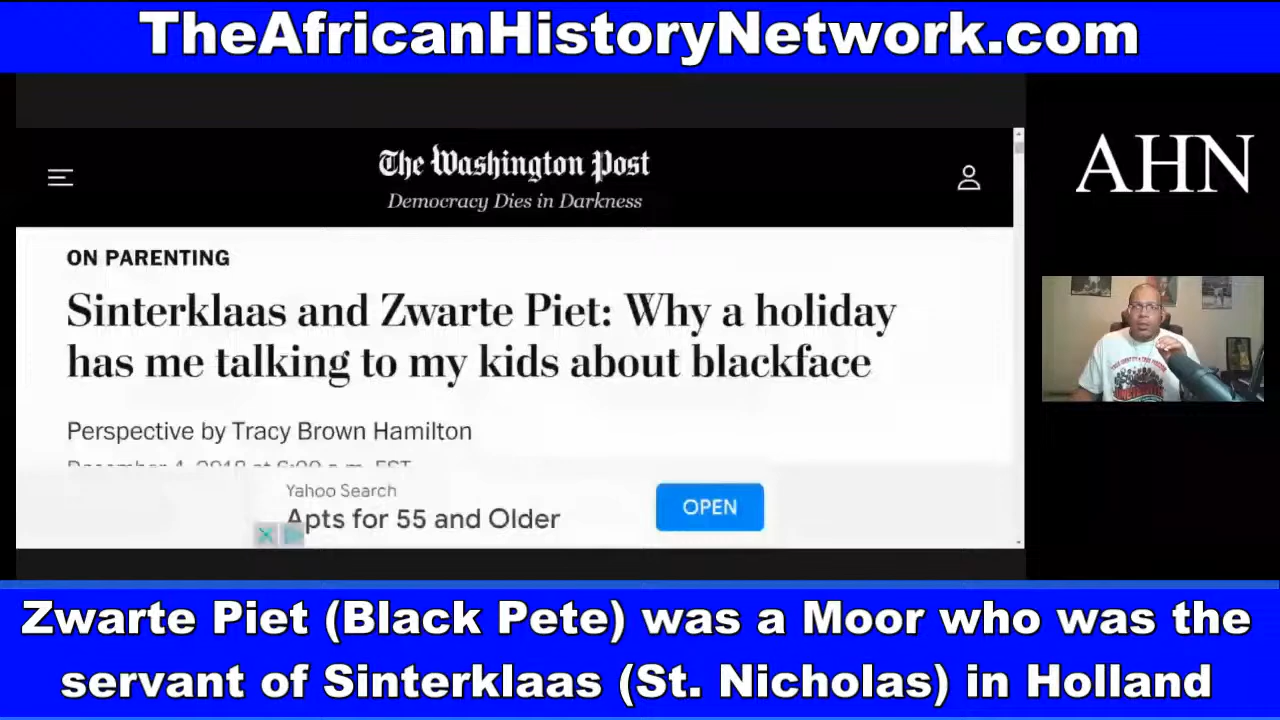 TheAfricanHistoryNetwork.com
The Washington Post
Democracy Dies in Darkness
AHN
ON PARENTING
Sinterklaas and Zwarte Piet: Why a holiday
has me talking to my kids about blackface
Perspective by Tracy Brown Hamilton
Yahoo Search
Apts for 55 and Older
OPEN
Zwarte Piet (Black Pete) was a Moor who was the
servant of Sinterklaas (St. Nicholas) in Holland